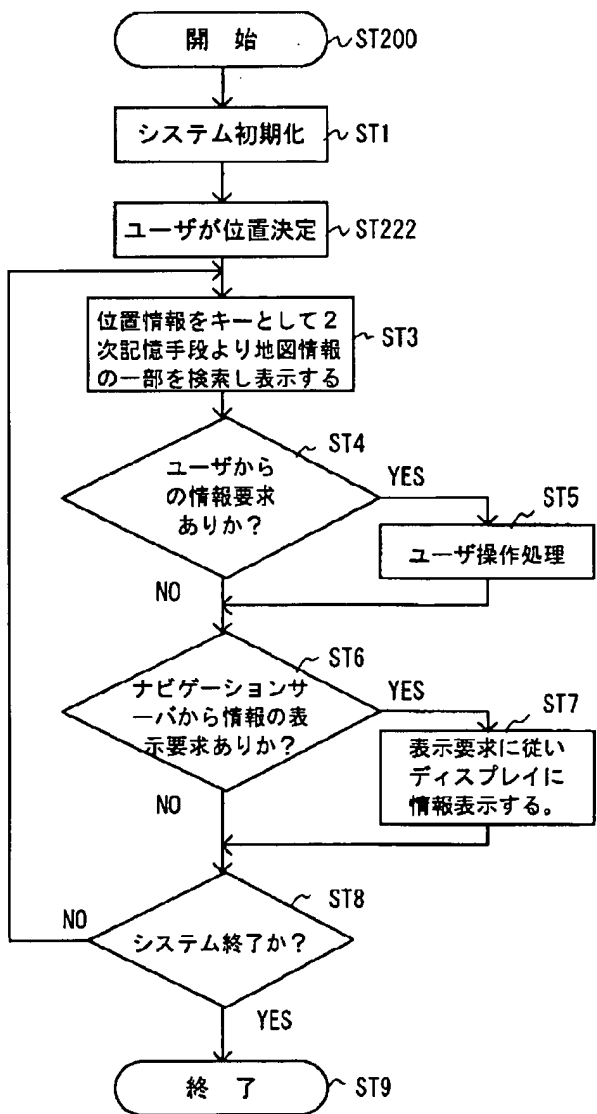 開　始
ST200
システム初期化
ST1
ユーザが位置決定
ST222
位置情報をキーとして２
次記憶手段より地図情報
の一部を検索し表示する
ST3
ST4
ユーザから
の情報要求
ありか？
YES
ST5
ユーザ操作処理
NO
ST6
ナビゲーションサ
ーバから情報の表
示要求ありか？
YES
ST7
表示要求に従い
ディスプレイに
情報表示する。
NO
ST8
NO
システム終了か？
YES
終　了
ST9